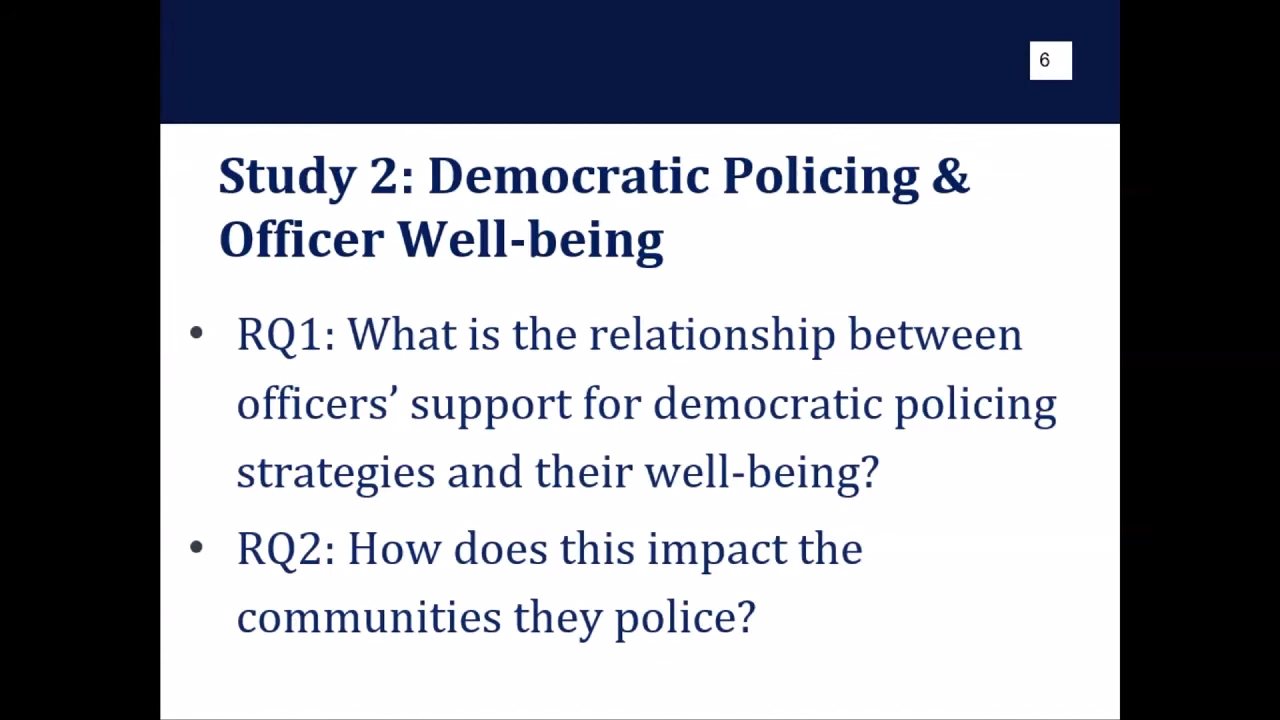 6
Study 2: Democratic Policing &
Officer Well-being
• RQ1: What is the relationship between
officers’ support for democratic policing
strategies and their well-being?
• RQ2: How does this impact the
communities they police?